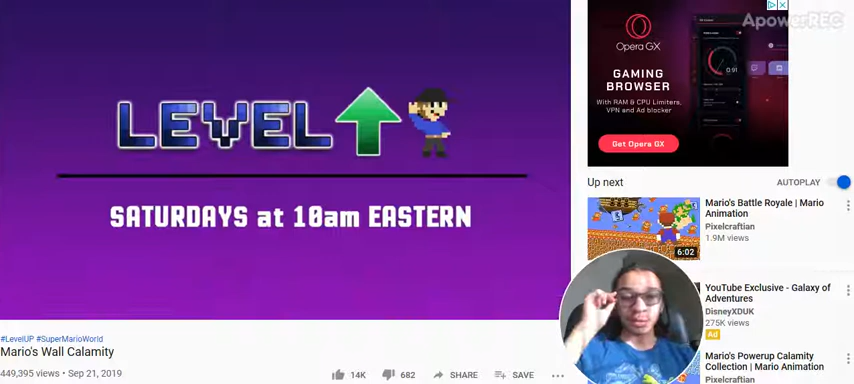 ApowerREC
Opera GX
GAMING
BROWSER
With RAM & CPU Limiters,
VPN and Ad blocker
0.91
Get Opera GX
LEVEL
SATURDAYS at 10am EASTERN
Up next
AUTOPLAY
Mario's Battle Royale | Mario
Animation
Pixelcraftian
1.9M views
6:02
YouTube Exclusive - Galaxy of
Adventures
DisneyXDUK
275K views
Ad
Mario's Powerup Calamity
Collection | Mario Animation
Pixelcraftian
#LevelUP #SuperMarioWorld
Mario's Wall Calamity
449,395 views • Sep 21, 2019
14K
682
SHARE
SAVE